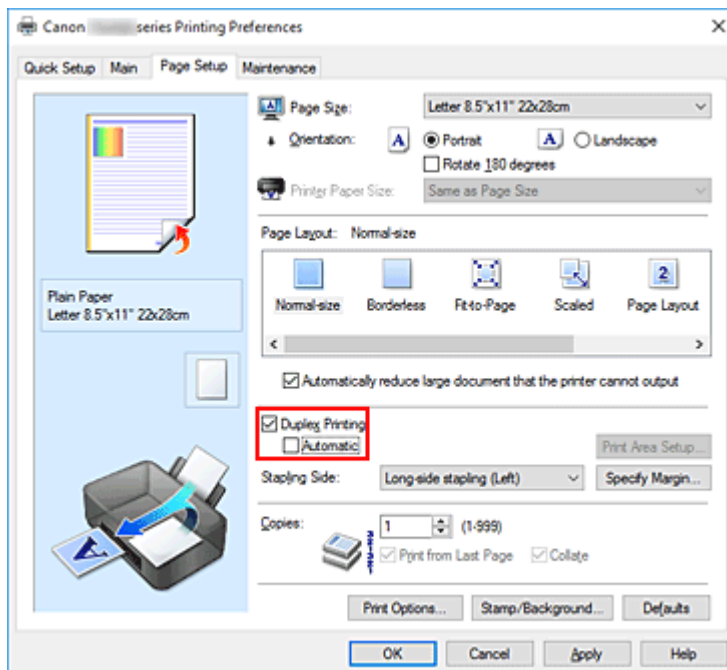 Canon series Printing Preferences
Quick Setup Main Page Setup Maintenance
Page Size: Letter 8.5"x11" 22x28cm
Orientation: A Portrait A Landscape
Rotate 180 degrees
Printer Paper Size: Same as Page Size
Page Layout: Normal-size
Normal-size Borderless Fit-to-Page Scaled Page Layout
Plain Paper
Letter 8.5"x11" 22x28cm
Automatically reduce large document that the printer cannot output
Duplex Printing
Automatic
Print Area Setup...
Stapling Side: Long-side stapling (Left) Specify Margin...
Copies: 1 (1-999)
Print from Last Page Collate
Print Options... Stamp/Background... Defaults
OK Cancel Apply Help